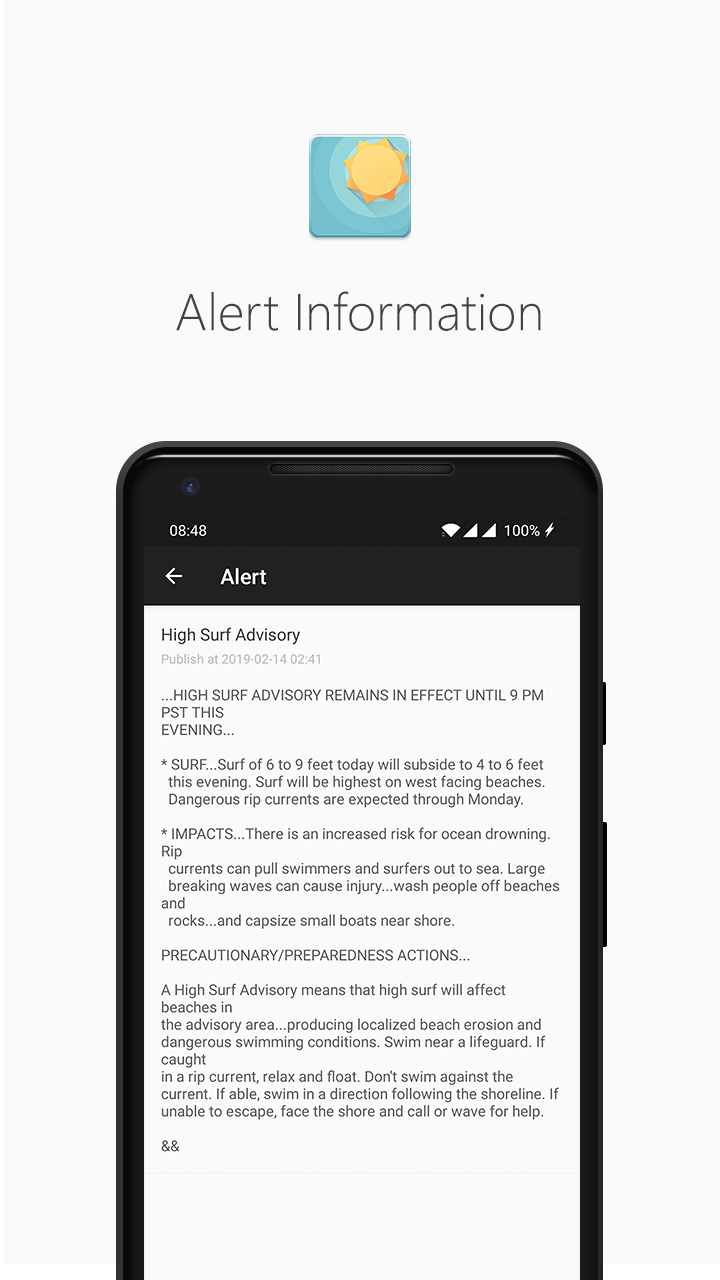 Alert Information
08:48
100%
Alert
High Surf Advisory
Publish at 2019-02-14 02:41
...HIGH SURF ADVISORY REMAINS IN EFFECT UNTIL 9 PM
PST THIS
EVENING...
* SURF...Surf of 6 to 9 feet today will subside to 4 to 6 feet
this evening. Surf will be highest on west facing beaches.
Dangerous rip currents are expected through Monday.
* IMPACTS...There is an increased risk for ocean drowning.
Rip
currents can pull swimmers and surfers out to sea. Large
breaking waves can cause injury...wash people off beaches
and
rocks...and capsize small boats near shore.
PRECAUTIONARY/PREPAREDNESS ACTIONS...
A High Surf Advisory means that high surf will affect
beaches in
the advisory area...producing localized beach erosion and
dangerous swimming conditions. Swim near a lifeguard. If
caught
in a rip current, relax and float. Don't swim against the
current. If able, swim in a direction following the shoreline. If
unable to escape, face the shore and call or wave for help.
&&